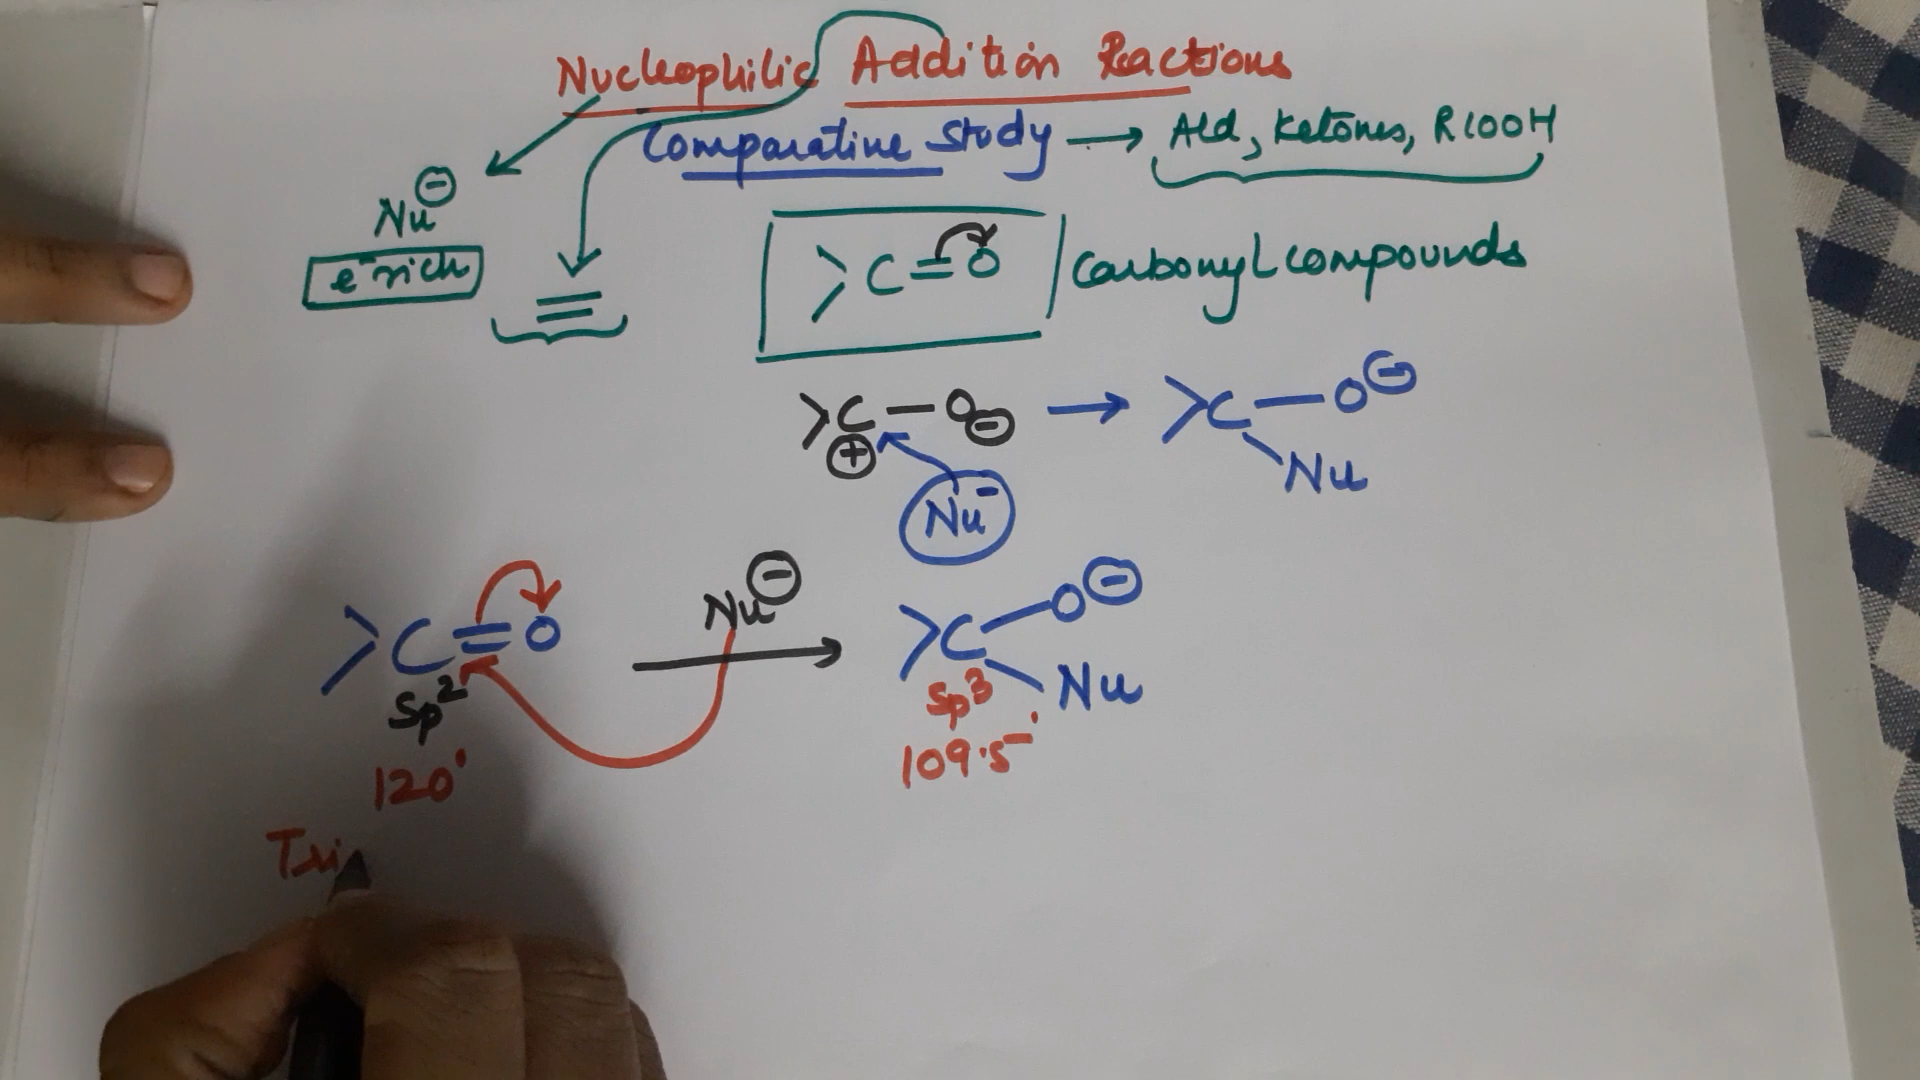 Nucleophilic Addition Reactions
Comparative Study → Ald, Ketones, RCOOH
Nu⊖
e⁻ rich
=
>C=O / Carbonyl compounds
>C⊕—O⊖ → >C—O⊖
Nu⁻
Nu
>C=O
Nu⊖
>C—O⊖
Nu
Sp²
Sp³
120°
109.5°
Tri